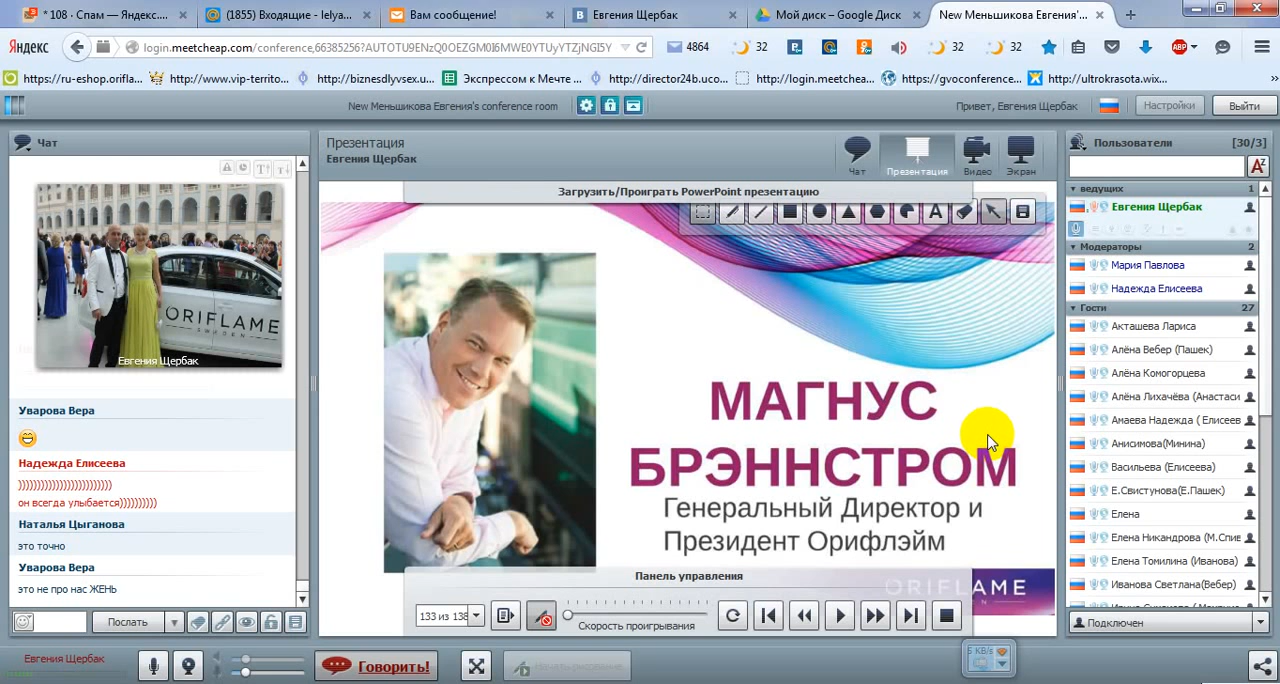 * 108 · Спам — Яндекс....
(1855) Входящие - lelya...
Вам сообщение!
Евгения Щербак
Мой диск – Google Диск
New Меньшикова Евгения'...
Яндекс
login.meetcheap.com/conference,66385256?AUTOTU9ENzQ0OEZGM0I6MWE0YTUyYTZjNGI5Y
4864
32
32
32
ABP
https://ru-eshop.orifla...
http://www.vip-territo...
http://biznesdlyvsex.u...
Экспрессом к Мечте ...
http://director24b.uco...
http://login.meetchea...
https://gvoconference...
http://ultrokrasota.wix...
New Меньшикова Евгения's conference room
Привет, Евгения Щербак
Настройки
Выйти
Чат
ORIFLAME
SWEDEN
Евгения Щербак
Уварова Вера
Надежда Елисеева
)))))))))))))))))))))))))
он всегда улыбается))))))))))
Наталья Цыганова
это точно
Уварова Вера
это не про нас ЖЕНЬ
Послать
Презентация
Евгения Щербак
Чат
Презентация
Видео
Экран
Загрузить/Проиграть PowerPoint презентацию
МАГНУС
БРЭННСТРОМ
Генеральный Директор и
Президент Орифлэйм
ORIFLAME
Панель управления
133 из 138
Скорость проигрывания
Пользователи
[30/3]
ведущих 1
Евгения Щербак
Модераторы 2
Мария Павлова
Надежда Елисеева
Гости 27
Акташева Лариса
Алёна Вебер (Пашек)
Алёна Комогорцева
Алёна Лихачёва (Анастаси
Анаева Надежда ( Елисеев
Анисимова(Минина)
Васильева (Елисеева)
Е.Свистунова(Е.Пашек)
Елена
Елена Никандрова (М.Спив
Елена Томилина (Иванова)
Иванова Светлана(Вебер)
Подключен
Евгения Щербак
Говорить!
Начать рисование
5 KB/s